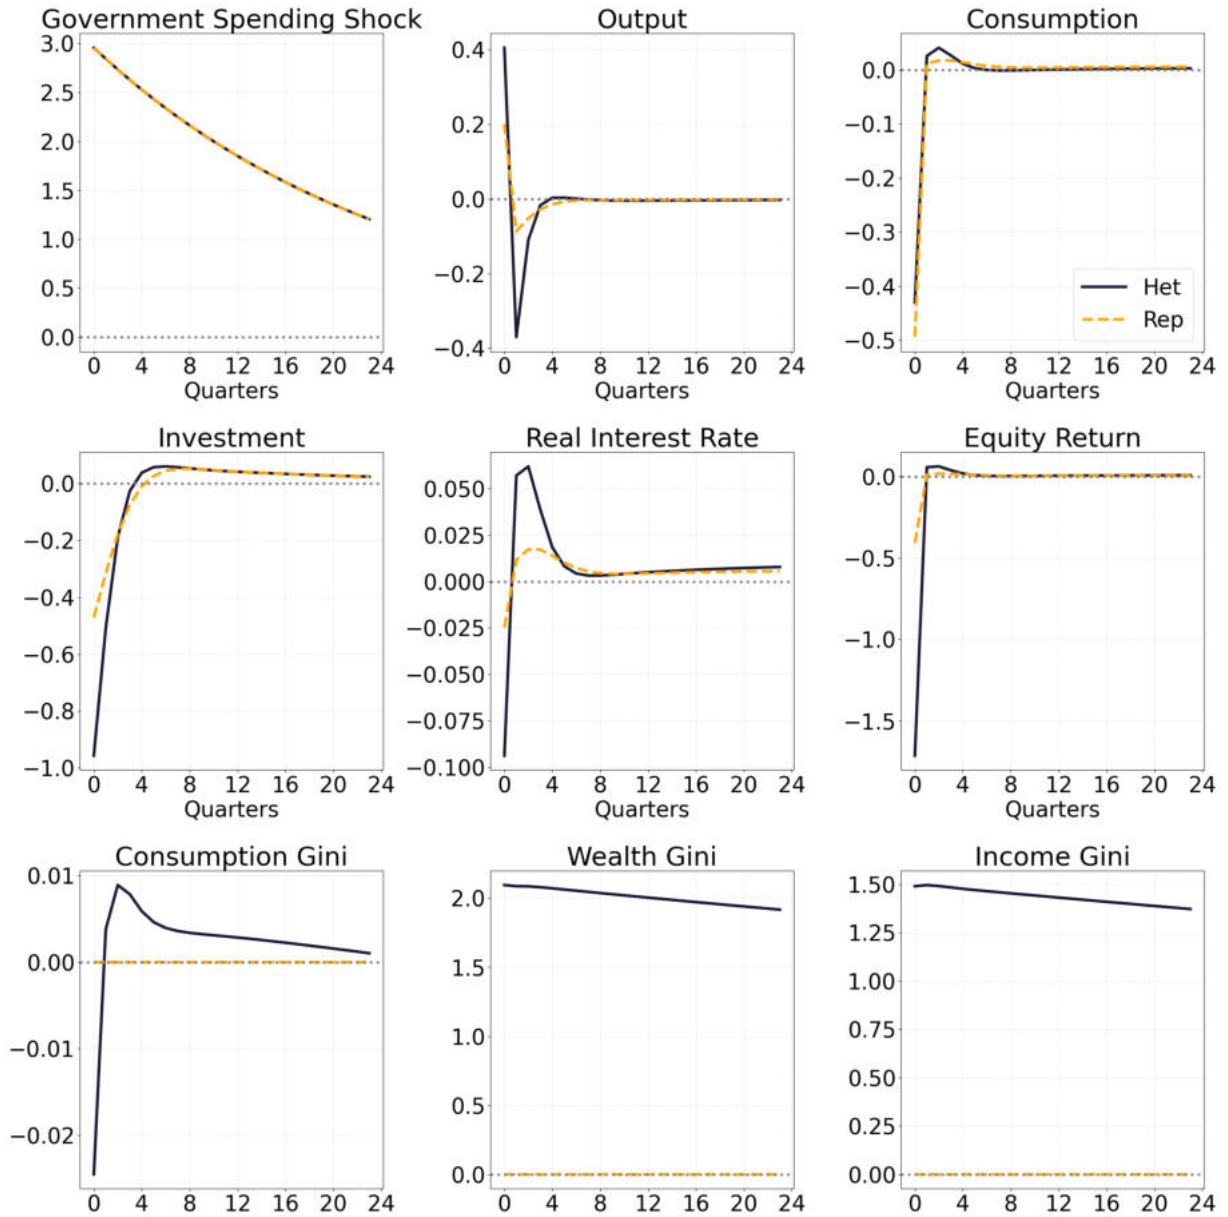 Government Spending Shock
3.0
2.5
2.0
1.5
1.0
0.5
0.0
0 4 8 12 16 20 24
Quarters
Output
0.4
0.2
0.0
−0.2
−0.4
0 4 8 12 16 20 24
Quarters
Consumption
0.0
−0.1
−0.2
−0.3
−0.4
−0.5
Het
Rep
0 4 8 12 16 20 24
Quarters
Investment
0.0
−0.2
−0.4
−0.6
−0.8
−1.0
0 4 8 12 16 20 24
Quarters
Real Interest Rate
0.050
0.025
0.000
−0.025
−0.050
−0.075
−0.100
0 4 8 12 16 20 24
Quarters
Equity Return
0.0
−0.5
−1.0
−1.5
0 4 8 12 16 20 24
Quarters
Consumption Gini
0.01
0.00
−0.01
−0.02
0 4 8 12 16 20 24
Wealth Gini
2.0
1.5
1.0
0.5
0.0
0 4 8 12 16 20 24
Income Gini
1.50
1.25
1.00
0.75
0.50
0.25
0.00
0 4 8 12 16 20 24